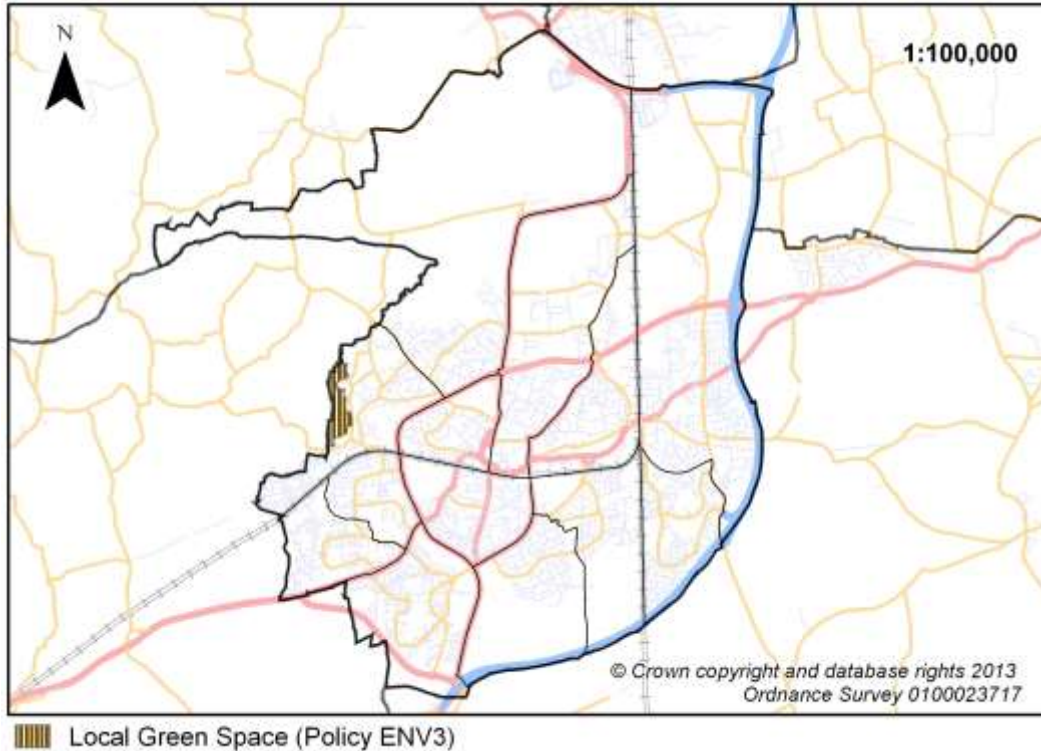 N
1:100,000
© Crown copyright and database rights 2013
Ordnance Survey 0100023717
Local Green Space (Policy ENV3)